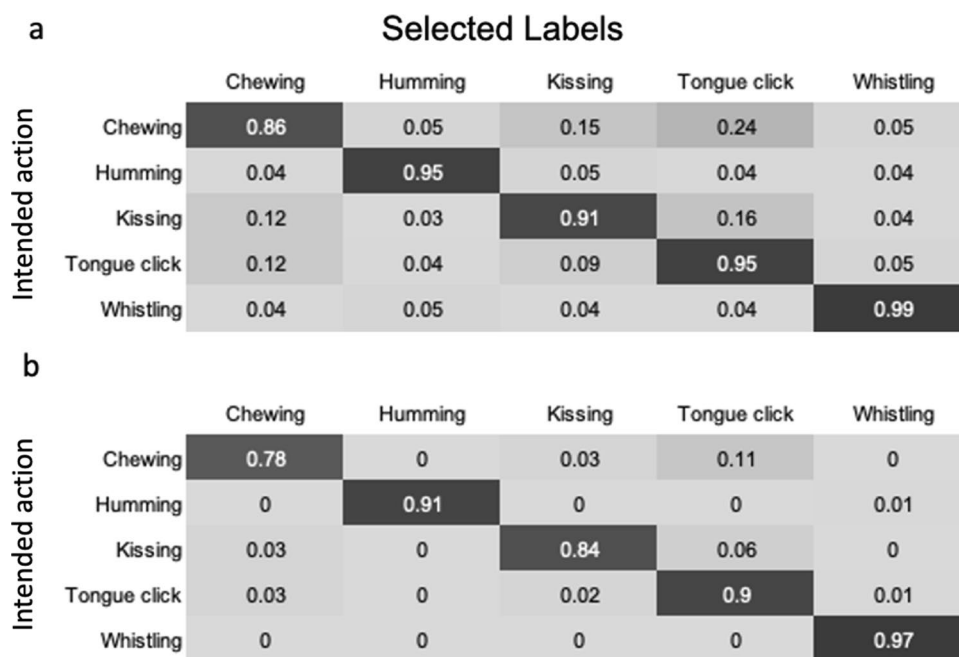 a
Selected Labels
Chewing Humming Kissing Tongue click Whistling
Intended action
Chewing 0.86 0.05 0.15 0.24 0.05
Humming 0.04 0.95 0.05 0.04 0.04
Kissing 0.12 0.03 0.91 0.16 0.04
Tongue click 0.12 0.04 0.09 0.95 0.05
Whistling 0.04 0.05 0.04 0.04 0.99
b
Chewing Humming Kissing Tongue click Whistling
Intended action
Chewing 0.78 0 0.03 0.11 0
Humming 0 0.91 0 0 0.01
Kissing 0.03 0 0.84 0.06 0
Tongue click 0.03 0 0.02 0.9 0.01
Whistling 0 0 0 0 0.97